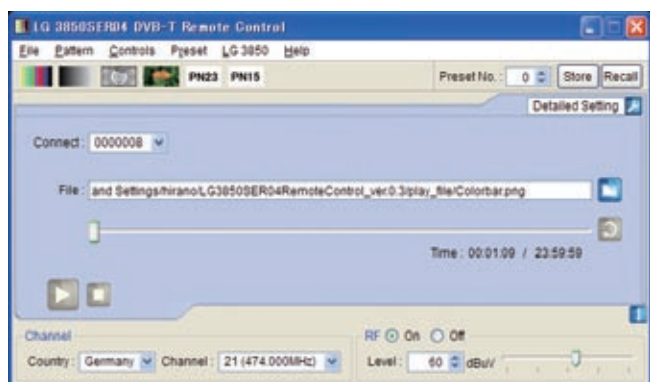 LG 3850SER04 DVB-T Remote Control
File Pattern Controls Preset LG 3850 Help
PN23 PN15 Preset No. : 0 Store Recall
Detailed Setting
Connect: 0000008
File: and Settings/hirano/LG3850SER04RemoteControl_ver.0.3/play_file/Colorbar.png
Time : 00:01:09 / 23:59:59
Channel
RF On Off
Country: Germany Channel: 21 (474.000MHz)
Level: 60 dBuV